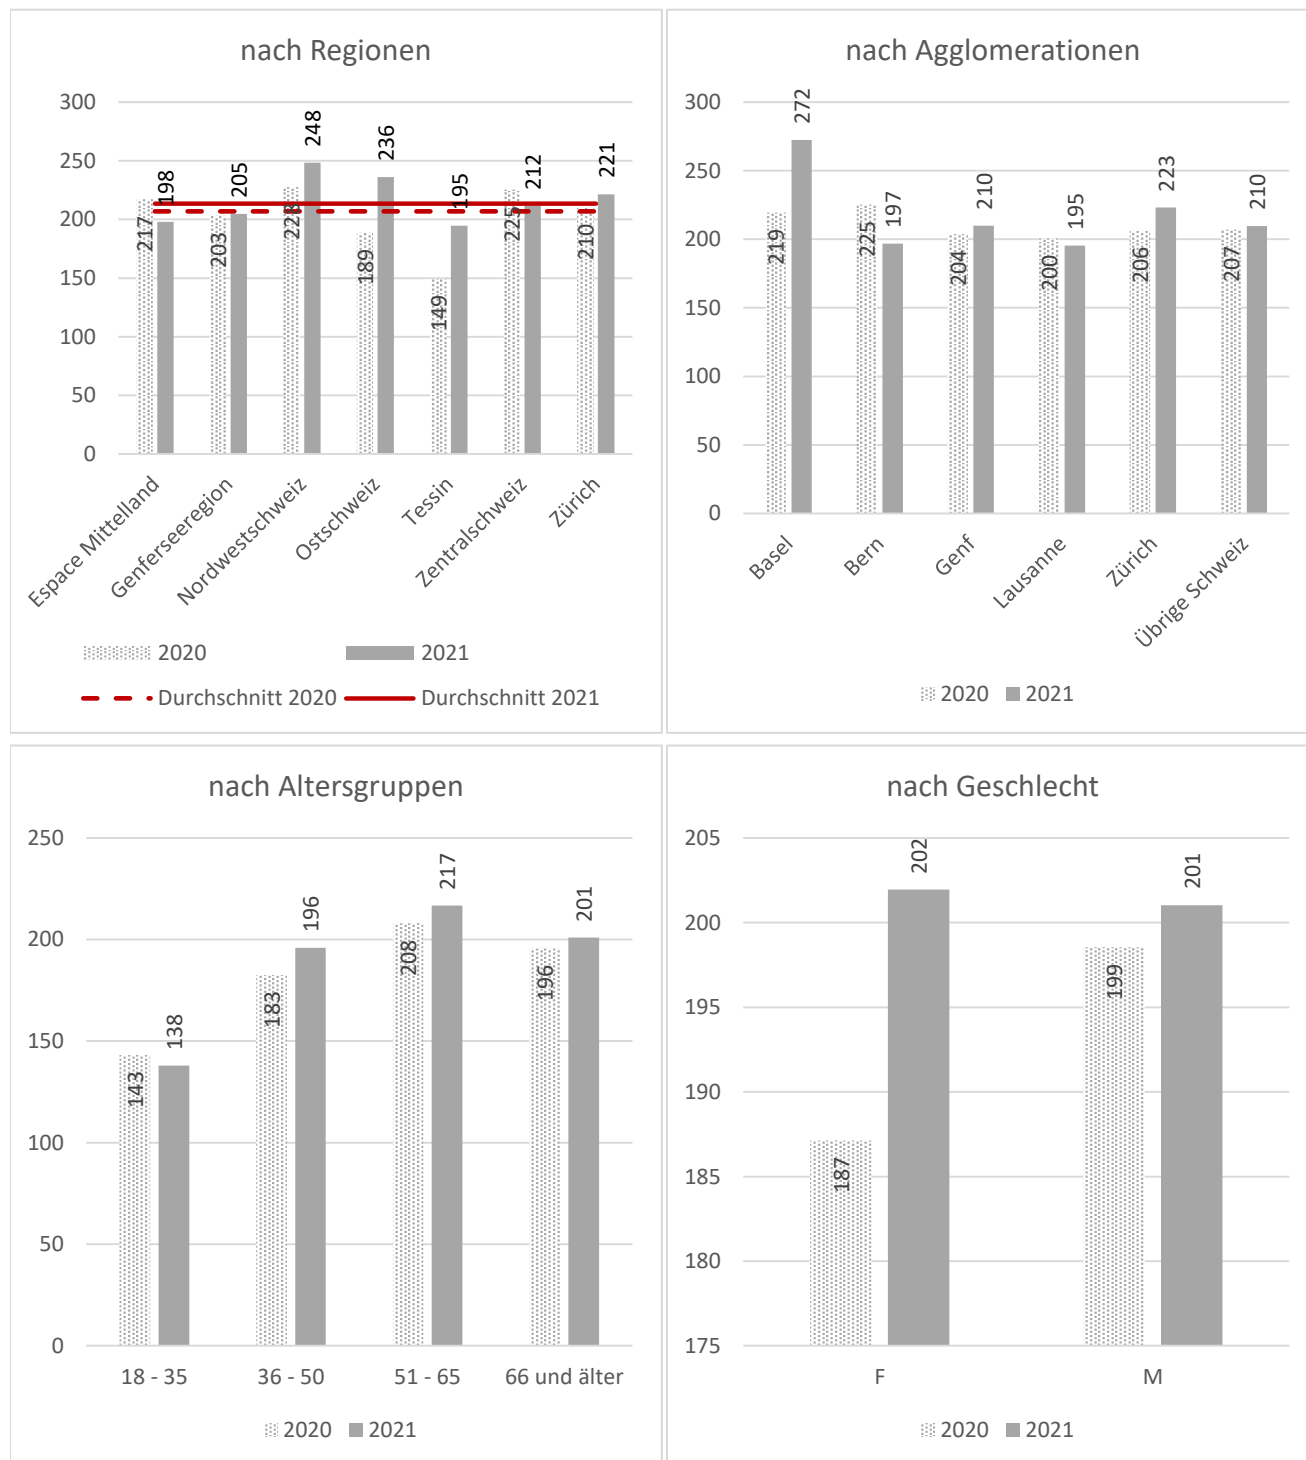 nach Regionen
300
250
200
150
100
50
0
217
198
203
205
228
248
189
236
149
195
225
212
210
221
Espace Mittelland
Genferseeregion
Nordwestschweiz
Ostschweiz
Tessin
Zentralschweiz
Zürich
2020
2021
Durchschnitt 2020
Durchschnitt 2021
nach Agglomerationen
300
250
200
150
100
50
0
219
272
225
197
204
210
200
195
206
223
207
210
Basel
Bern
Genf
Lausanne
Zürich
Übrige Schweiz
2020 2021
nach Altersgruppen
250
200
150
100
50
0
143
138
183
196
208
217
196
201
18 - 35
36 - 50
51 - 65
66 und älter
2020 2021
nach Geschlecht
205
200
195
190
185
180
175
187
202
199
201
F
M
2020 2021